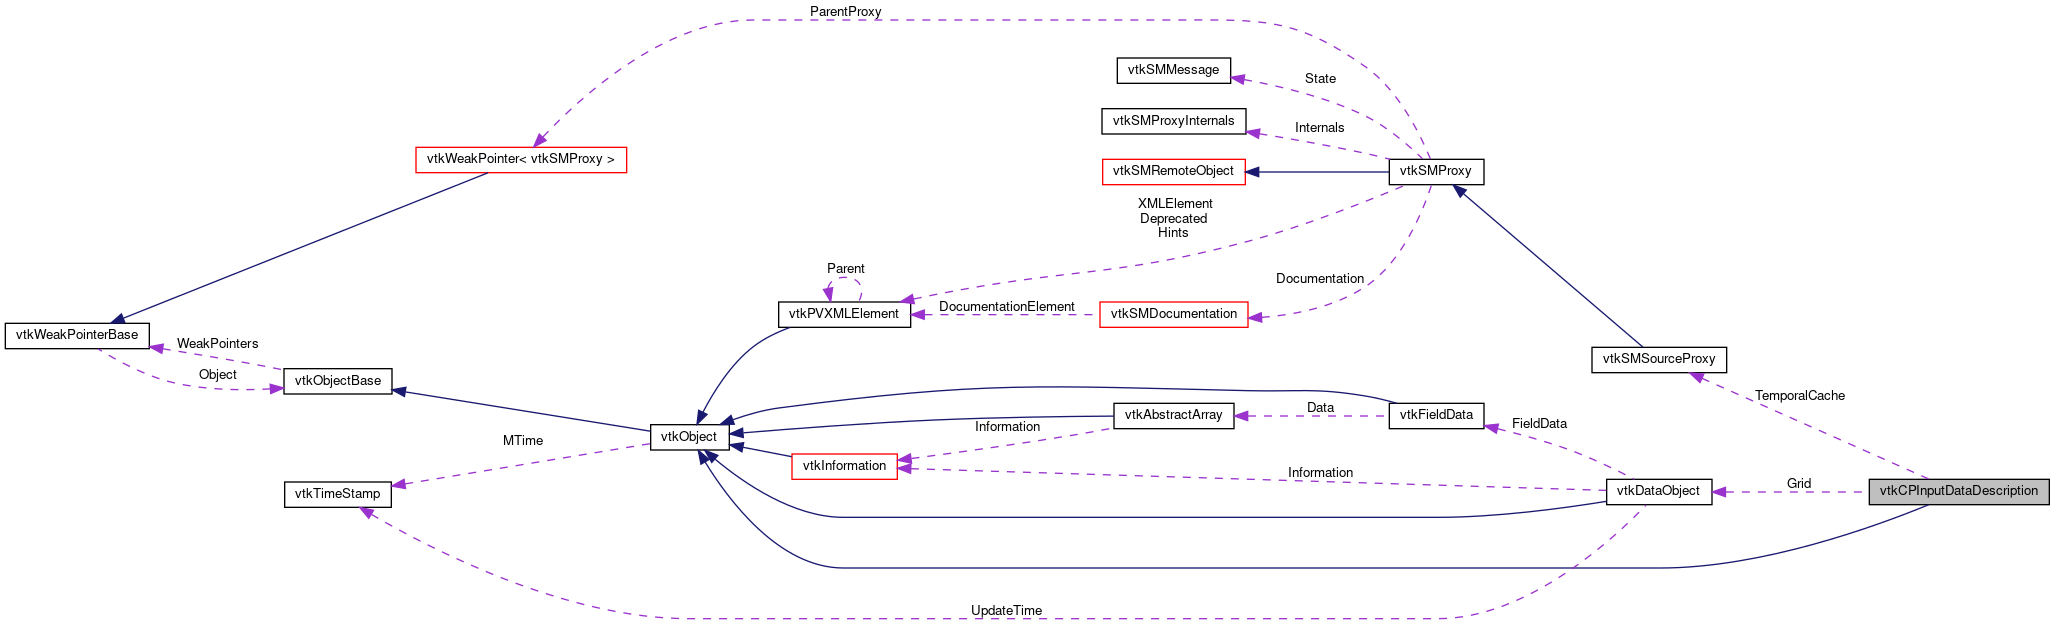 ParentProxy
vtkSMMessage
State
vtkSMProxyInternals
Internals
vtkWeakPointer< vtkSMProxy >
vtkSMRemoteObject
vtkSMProxy
XMLElement
Deprecated
Hints
Parent
Documentation
vtkPVXMLElement
DocumentationElement
vtkSMDocumentation
vtkWeakPointerBase
WeakPointers
Object
vtkObjectBase
vtkSMSourceProxy
TemporalCache
vtkObject
MTime
vtkAbstractArray
Data
vtkFieldData
FieldData
Information
vtkInformation
Information
vtkTimeStamp
vtkDataObject
Grid
vtkCPInputDataDescription
UpdateTime